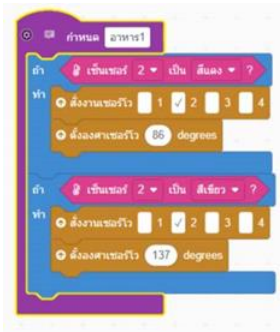 กำหนด อาหาร1
ถ้า เซ็นเซอร์ 2 เป็น สีแดง ?
ทำ ตั้งงานเซอร์โว 1 ✓ 2 3 4
ตั้งองศาเซอร์โว 86 degrees
ถ้า เซ็นเซอร์ 2 เป็น สีเขียว ?
ทำ ตั้งงานเซอร์โว 1 ✓ 2 3 4
ตั้งองศาเซอร์โว 137 degrees